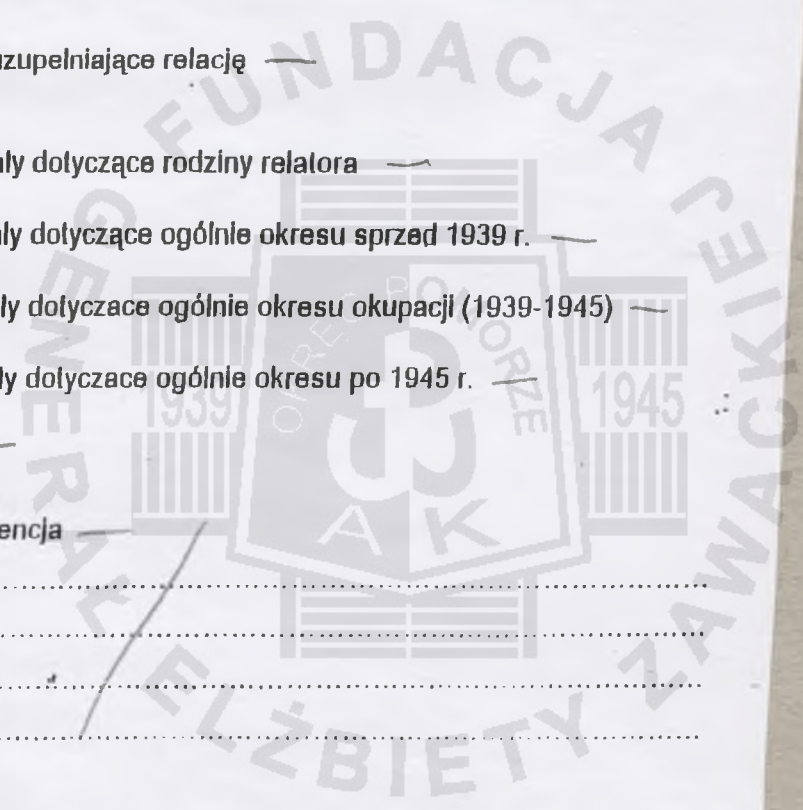 uzupełniające relację —
ały dotyczące rodziny relatora —
ały dotyczące ogólnie okresu sprzed 1939 r. —
ały dotyczace ogólnie okresu okupacji (1939-1945) —
ały dotyczace ogólnie okresu po 1945 r. —
encja —
FUNDACJA GENERAŁ ELŻBIETY ZAWACKIEJ
OKRĘG POMORZE
1939
1945
AK